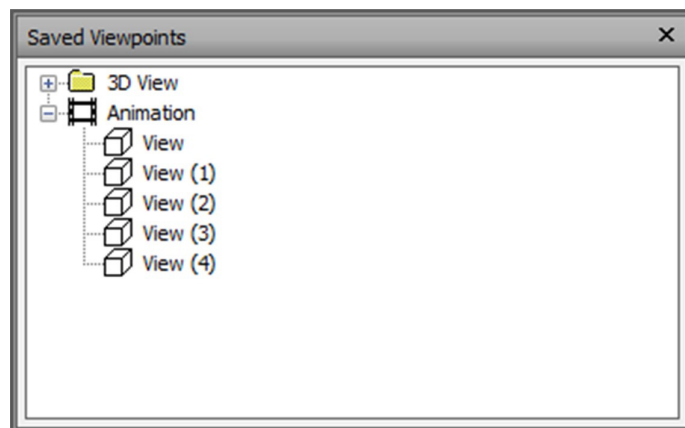 Saved Viewpoints
3D View
Animation
View
View (1)
View (2)
View (3)
View (4)